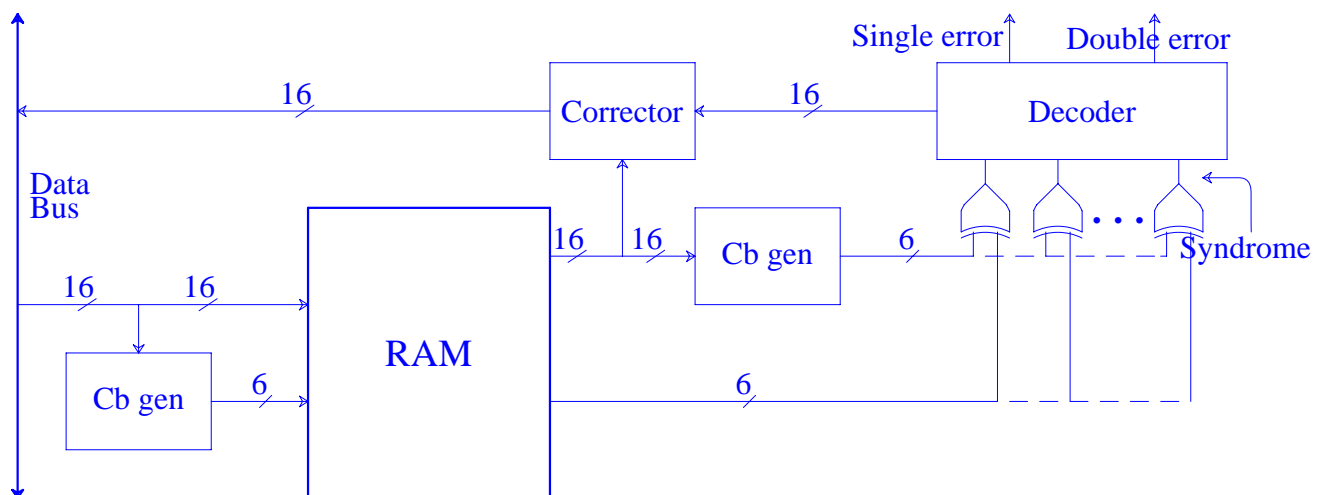 Single error
Double error
16
Corrector
16
Decoder
Data
Bus
16
16
Cb gen
6
Syndrome
16
16
RAM
Cb gen
6
6